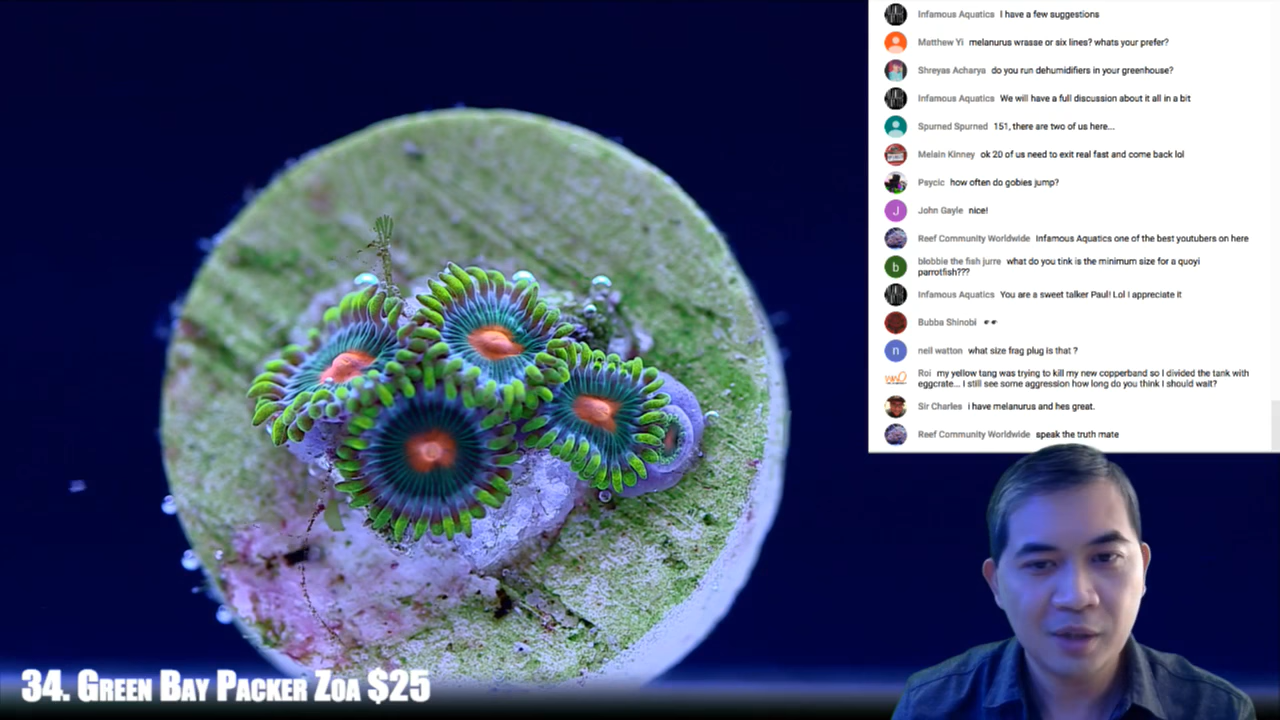 Infamous Aquatics I have a few suggestions
Matthew Yi melanurus wrasse or six lines? whats your prefer?
Shreyas Acharya do you run dehumidifiers in your greenhouse?
Infamous Aquatics We will have a full discussion about it all in a bit
Spurned Spurned 151, there are two of us here...
Melain Kinney ok 20 of us need to exit real fast and come back lol
Psycic how often do gobies jump?
J John Gayle nice!
Reef Community Worldwide Infamous Aquatics one of the best youtubers on here
b blobbie the fish jurre what do you tink is the minimum size for a quoyi
parrotfish???
Infamous Aquatics You are a sweet talker Paul! Lol I appreciate it
Bubba Shinobi 👀
n neil watton what size frag plug is that ?
Roi my yellow tang was trying to kill my new copperband so I divided the tank with
eggcrate... I still see some aggression how long do you think I should wait?
Sir Charles i have melanurus and hes great.
Reef Community Worldwide speak the truth mate
34. Green Bay Packer Zoa $25